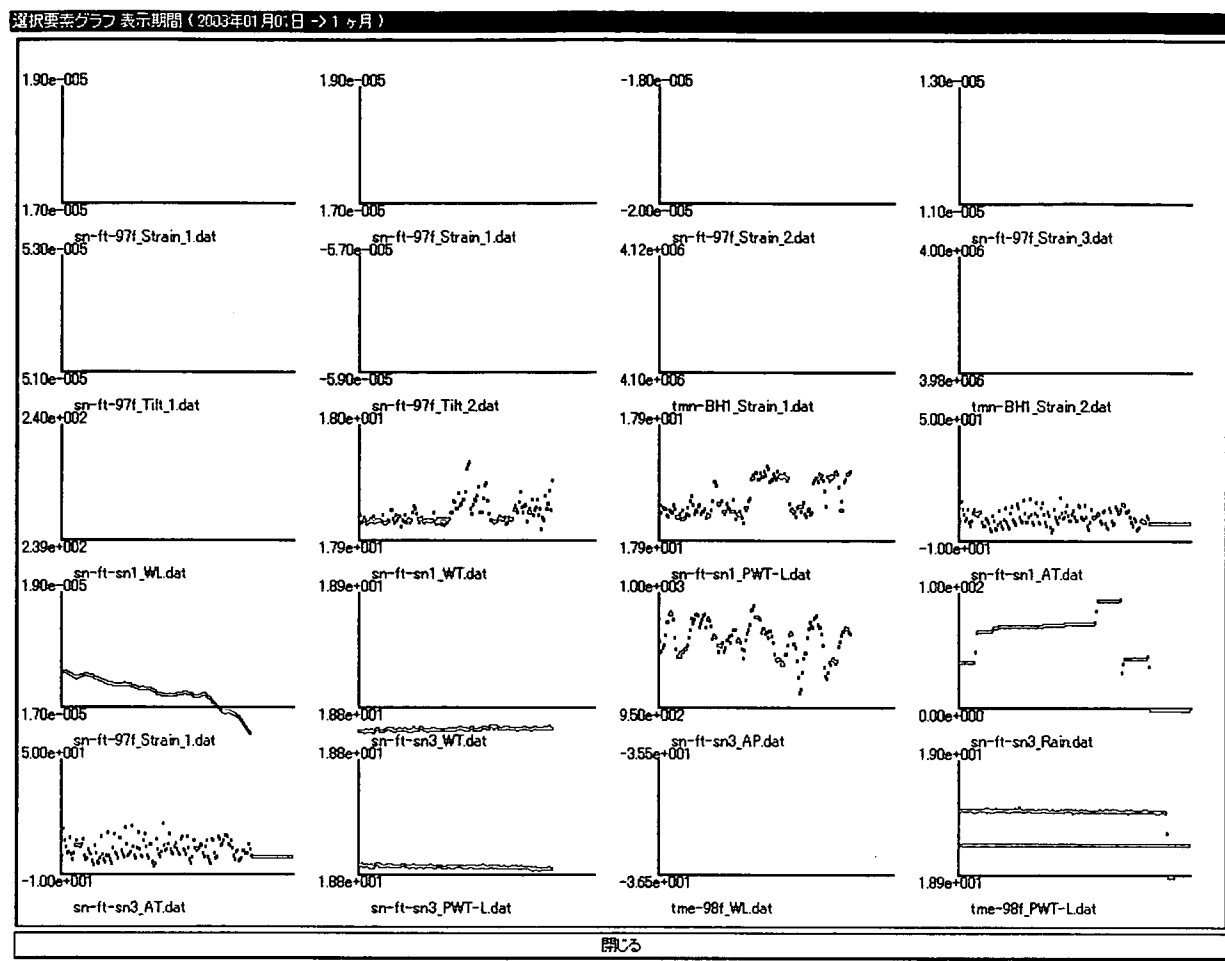 選択要素グラフ 表示期間 ( 2003年01月01日 -> 1 ヶ月 )
1.90e-005 1.90e-005 -1.80e-005 1.30e-005
1.70e-005 1.70e-005 -2.00e-005 1.10e-005
sn-ft-97f_Strain_1.dat sn-ft-97f_Strain_1.dat sn-ft-97f_Strain_2.dat sn-ft-97f_Strain_3.dat
5.30e-005 -5.70e-005 4.12e+006 4.00e+006
5.10e-005 -5.90e-005 4.10e+006 3.98e+006
sn-ft-97f_Tilt_1.dat sn-ft-97f_Tilt_2.dat tmn-BH1_Strain_1.dat tmn-BH1_Strain_2.dat
2.40e+002 1.80e+001 1.79e+001 5.00e+001
2.39e+002 1.79e+001 1.79e+001 -1.00e+001
sn-ft-sn1_WL.dat sn-ft-sn1_WT.dat sn-ft-sn1_PWT-L.dat sn-ft-sn1_AT.dat
1.90e-005 1.89e+001 1.00e+003 1.00e+002
1.70e-005 1.88e+001 9.50e+002 0.00e+000
sn-ft-97f_Strain_1.dat sn-ft-sn3_WT.dat sn-ft-sn3_AP.dat sn-ft-sn3_Rain.dat
5.00e+001 1.88e+001 -3.55e+001 1.90e+001
-1.00e+001 1.88e+001 -3.65e+001 1.89e+001
sn-ft-sn3_AT.dat sn-ft-sn3_PWT-L.dat tme-98f_WL.dat tme-98f_PWT-L.dat
閉じる